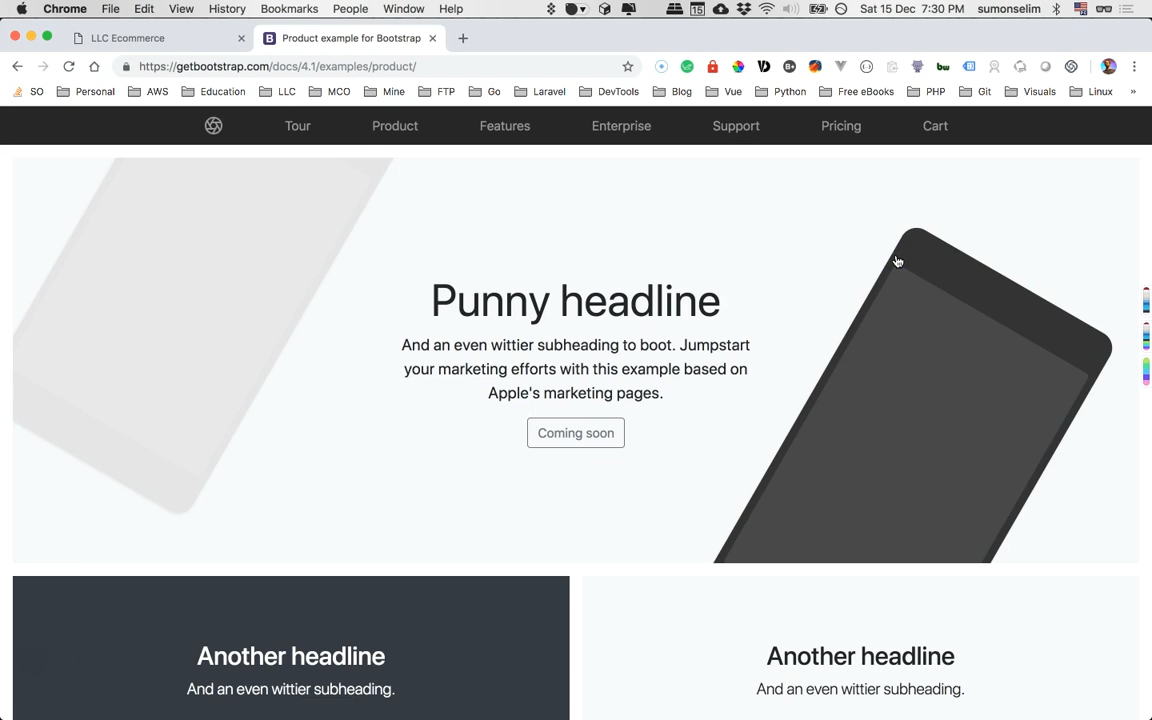 Chrome File Edit View History Bookmarks People Window Help 15 Sat 15 Dec 7:30 PM sumonselim
LLC Ecommerce
B Product example for Bootstrap
https://getbootstrap.com/docs/4.1/examples/product/
SO Personal AWS Education LLC MCO Mine FTP Go Laravel DevTools Blog Vue Python Free eBooks PHP Git Visuals Linux »
Tour Product Features Enterprise Support Pricing Cart
Punny headline
And an even wittier subheading to boot. Jumpstart
your marketing efforts with this example based on
Apple's marketing pages.
Coming soon
Another headline
And an even wittier subheading.
Another headline
And an even wittier subheading.